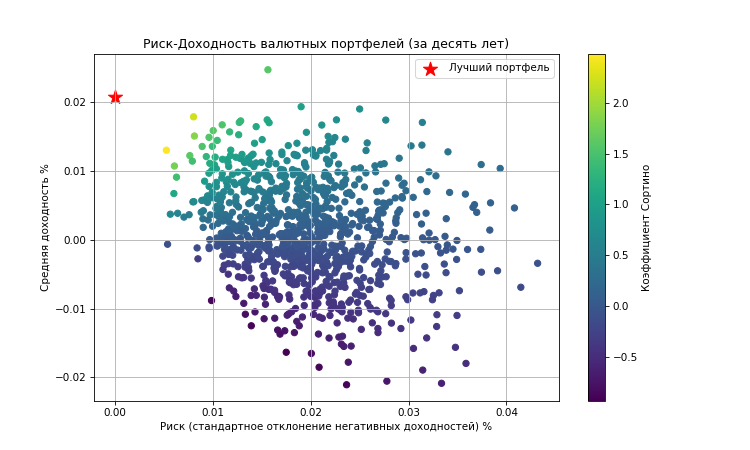 Риск-Доходность валютных портфелей (за десять лет)
Лучший портфель
Средняя доходность %
0.02
0.01
0.00
−0.01
−0.02
0.00 0.01 0.02 0.03 0.04
Риск (стандартное отклонение негативных доходностей) %
2.0
1.5
1.0
0.5
0.0
−0.5
Коэффициент Сортино